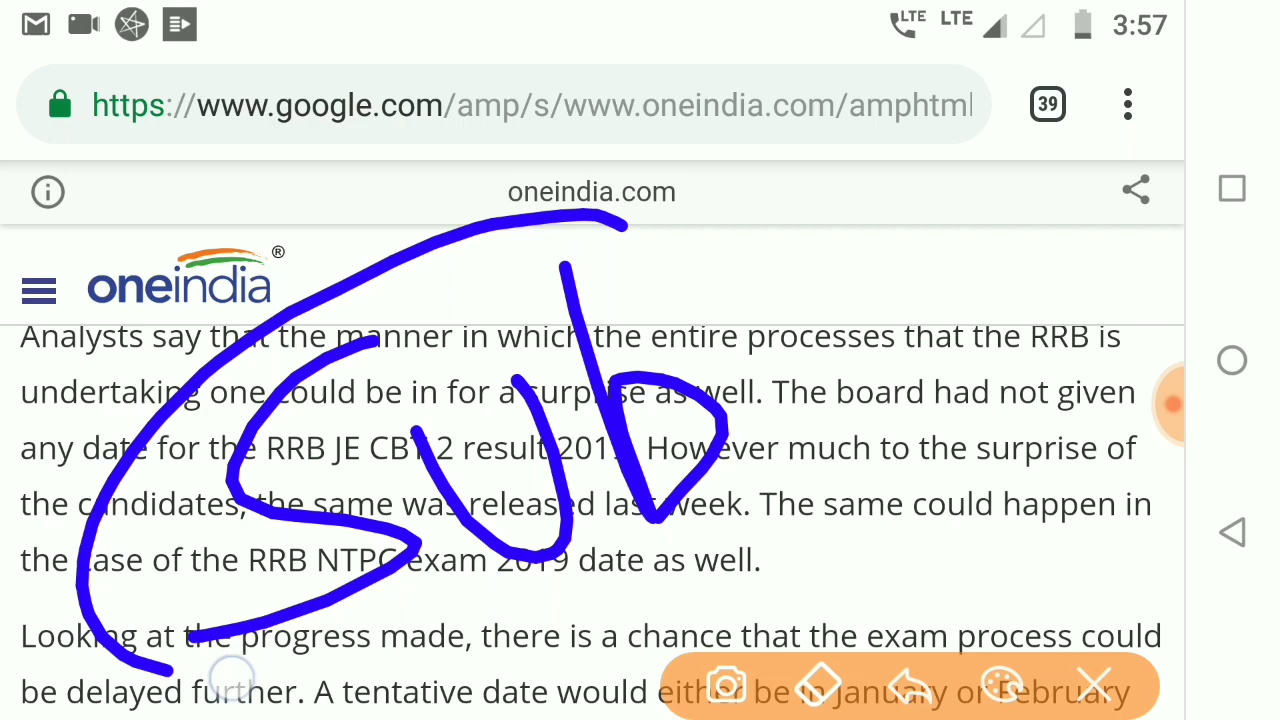 LTE LTE 3:57
https://www.google.com/amp/s/www.oneindia.com/amphtml
39
oneindia.com
oneindia®
Analysts say that the manner in which the entire processes that the RRB is
undertaking one could be in for a surprise as well. The board had not given
any date for the RRB JE CBT 2 result 2019. However much to the surprise of
the candidates, the same was released last week. The same could happen in
the case of the RRB NTPC exam 2019 date as well.
Looking at the progress made, there is a chance that the exam process could
be delayed further. A tentative date would either be in January or February
Sub